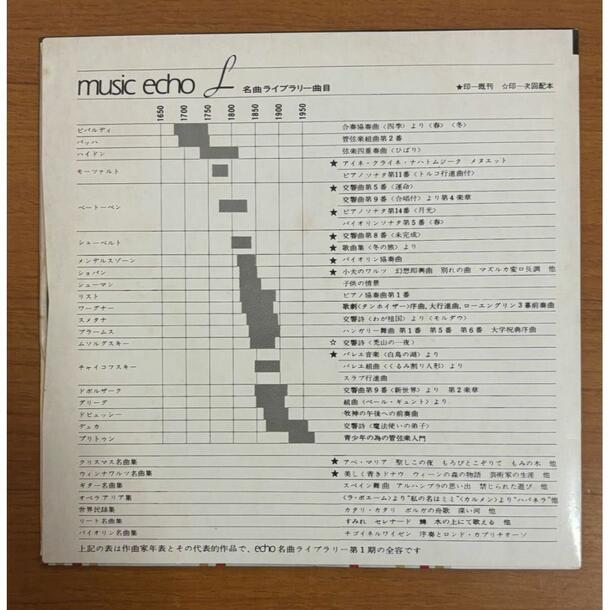 music echo L 名曲ライブラリー曲目 ★印―既刊 ☆印―次回配本
1650 1700 1750 1800 1850 1900 1950
ビバルディ 合奏協奏曲〈四季〉より〈春〉〈冬〉
バッハ 管弦楽組曲第2番
ハイドン 弦楽四重奏曲〈ひばり〉
モーツァルト ★アイネ・クライネ・ナハトムジーク メヌエット
ピアノソナタ第11番〈トルコ行進曲付〉
ベートーベン ★交響曲第5番〈運命〉
交響曲第9番〈合唱付〉より第4楽章
★ピアノソナタ第14番〈月光〉
バイオリンソナタ第5番〈春〉
シューベルト ★交響曲第8番〈未完成〉
★歌曲集〈冬の旅〉より
メンデルスゾーン ★バイオリン協奏曲
ショパン ★小犬のワルツ 幻想即興曲 別れの曲 マズルカ変ロ長調 他
シューマン 子供の情景
リスト ピアノ協奏曲第1番
ワーグナー 歌劇〈タンホイザー〉序曲,大行進曲,ローエングリン3幕前奏曲
スメタナ 交響詩〈わが祖国〉より〈モルダウ〉
ブラームス ハンガリー舞曲 第1番 第5番 第6番 大学祝典序曲
ムソルグスキー ☆交響詩〈禿山の一夜〉
チャイコフスキー ★バレエ音楽〈白鳥の湖〉より
バレエ組曲〈くるみ割り人形〉より
スラブ行進曲
ドボルザーク 交響曲第9番〈新世界〉より 第2楽章
グリーグ 組曲〈ペール・ギュント〉より
ドビュッシー 牧神の午後への前奏曲
デュカ 交響詩〈魔法使いの弟子〉
ブリトゥン 青少年の為の管弦楽入門
クリスマス名曲集 ★アベ・マリア 聖しこの夜 もろびとこぞりて もみの木 他
ウィンナワルツ名曲集 ★美しく青きドナウ ウィーンの森の物語 芸術家の生涯 他
ギター名曲集 スペイン舞曲 アルハンブラの思い出 禁じられた遊び 他
オペラアリア集 〈ラ・ボエーム〉より"私の名はミミ"〈カルメン〉より"ハバネラ"他
世界民謡集 カタリ・カタリ ボルガの舟歌 深い河 他
リート名曲集 すみれ セレナード 鱒 水の上にて歌える 他
バイオリン名曲集 チゴイネルワイゼン 序奏とロンド・カプリチオーソ
上記の表は作曲家年表とその代表的作品で、echo名曲ライブラリー第1期の全容です